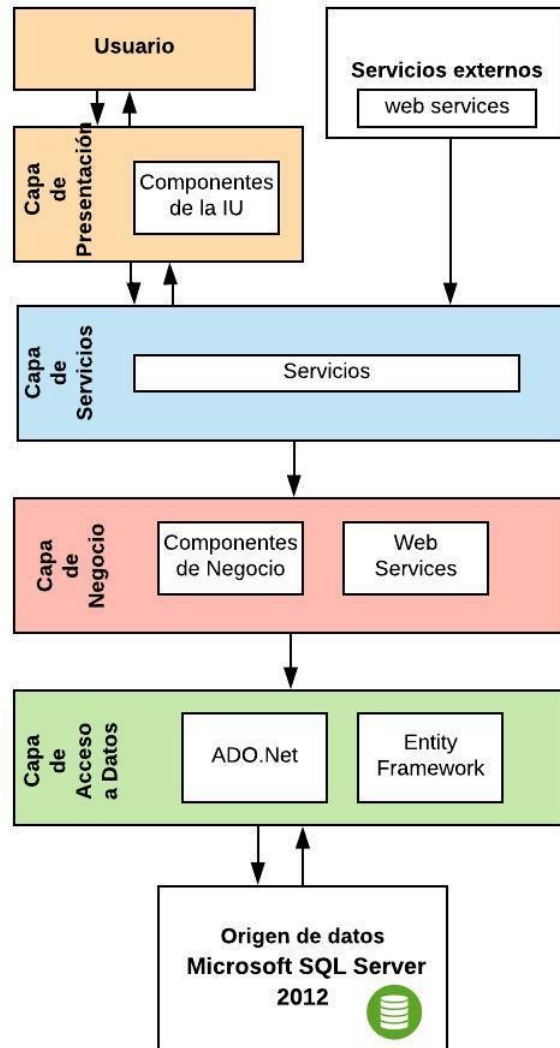 Usuario
Servicios externos
web services
Capa
de
Presentación
Componentes
de la IU
Capa
de
Servicios
Servicios
Capa
de
Negocio
Componentes
de Negocio
Web
Services
Capa
de
Acceso
a Datos
ADO.Net
Entity
Framework
Origen de datos
Microsoft SQL Server
2012